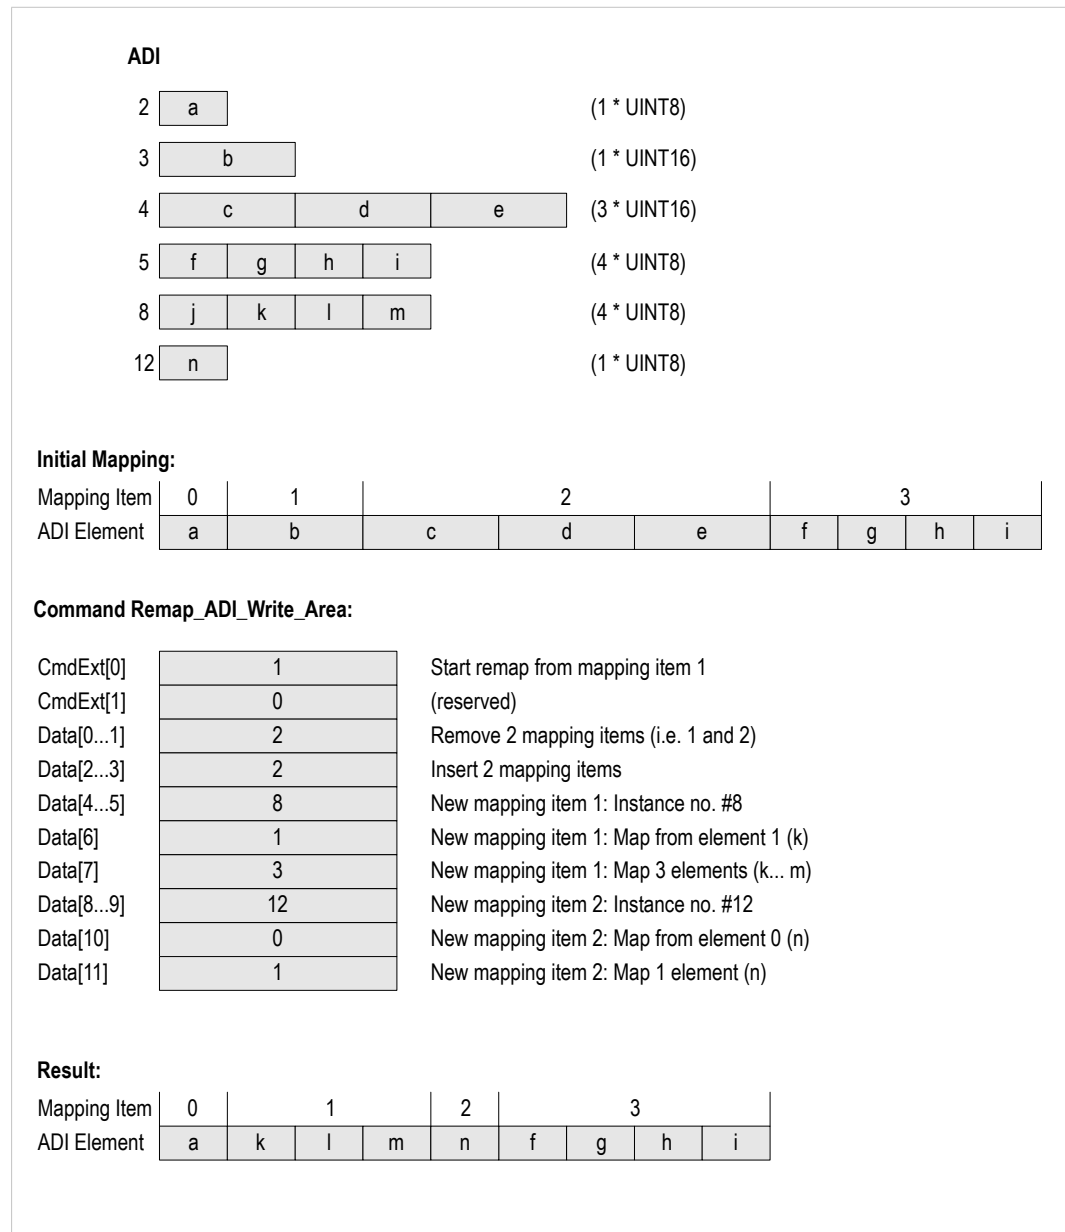 ADI
2 a (1 * UINT8)
3 b (1 * UINT16)
4 c d e (3 * UINT16)
5 f g h i (4 * UINT8)
8 j k l m (4 * UINT8)
12 n (1 * UINT8)
Initial Mapping:
Mapping Item 0 1 2 3
ADI Element a b c d e f g h i
Command Remap_ADI_Write_Area:
CmdExt[0] 1 Start remap from mapping item 1
CmdExt[1] 0 (reserved)
Data[0...1] 2 Remove 2 mapping items (i.e. 1 and 2)
Data[2...3] 2 Insert 2 mapping items
Data[4...5] 8 New mapping item 1: Instance no. #8
Data[6] 1 New mapping item 1: Map from element 1 (k)
Data[7] 3 New mapping item 1: Map 3 elements (k... m)
Data[8...9] 12 New mapping item 2: Instance no. #12
Data[10] 0 New mapping item 2: Map from element 0 (n)
Data[11] 1 New mapping item 2: Map 1 element (n)
Result:
Mapping Item 0 1 2 3
ADI Element a k l m n f g h i